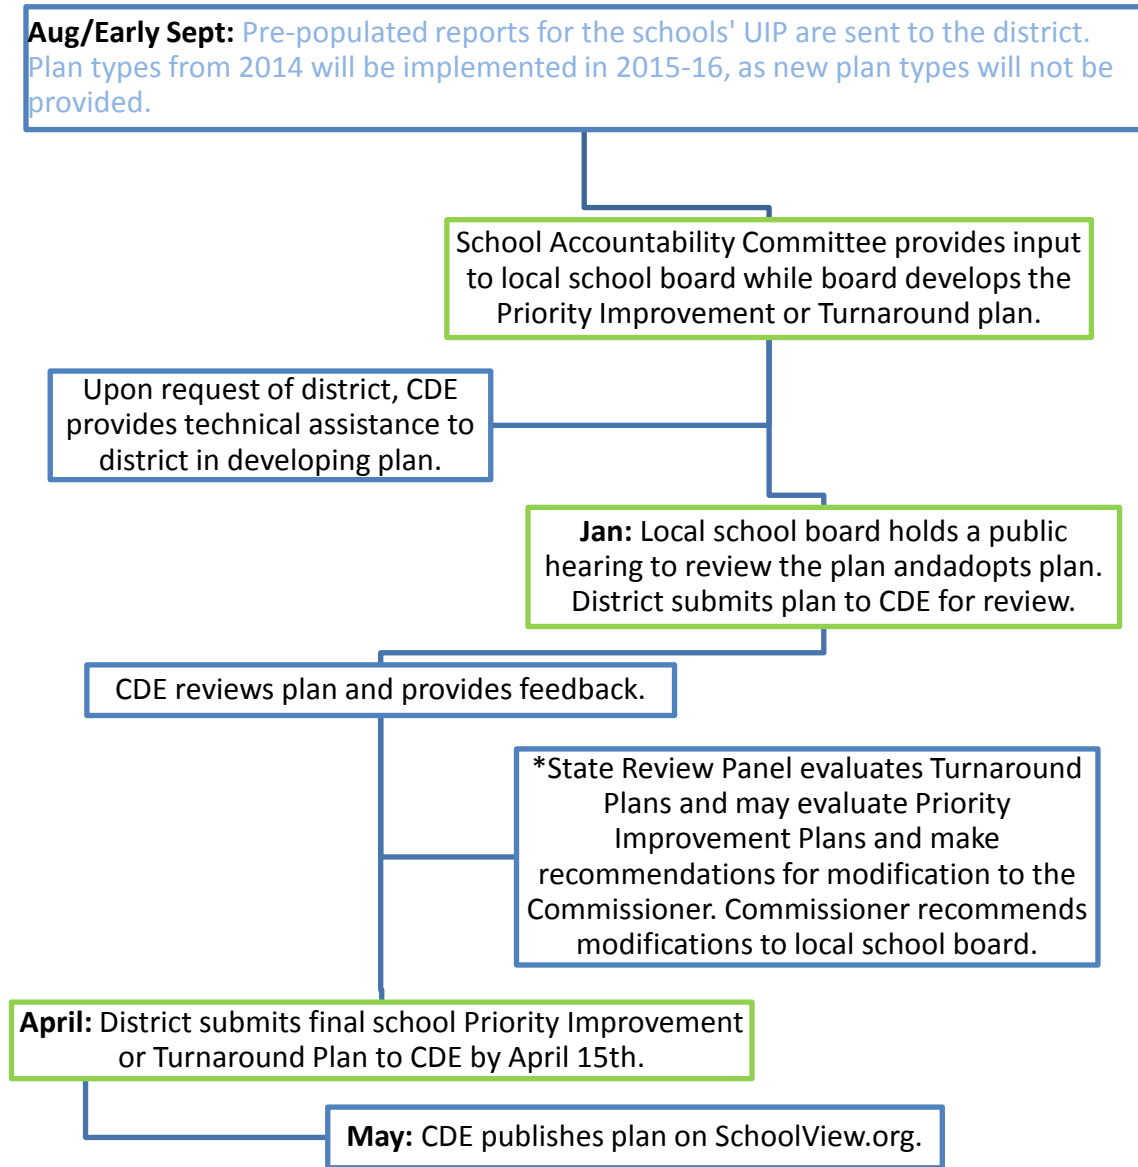 Aug/Early Sept: Pre-populated reports for the schools' UIP are sent to the district.
Plan types from 2014 will be implemented in 2015-16, as new plan types will not be
provided.
School Accountability Committee provides input
to local school board while board develops the
Priority Improvement or Turnaround plan.
Upon request of district, CDE
provides technical assistance to
district in developing plan.
Jan: Local school board holds a public
hearing to review the plan andadopts plan.
District submits plan to CDE for review.
CDE reviews plan and provides feedback.
*State Review Panel evaluates Turnaround
Plans and may evaluate Priority
Improvement Plans and make
recommendations for modification to the
Commissioner. Commissioner recommends
modifications to local school board.
April: District submits final school Priority Improvement
or Turnaround Plan to CDE by April 15th.
May: CDE publishes plan on SchoolView.org.